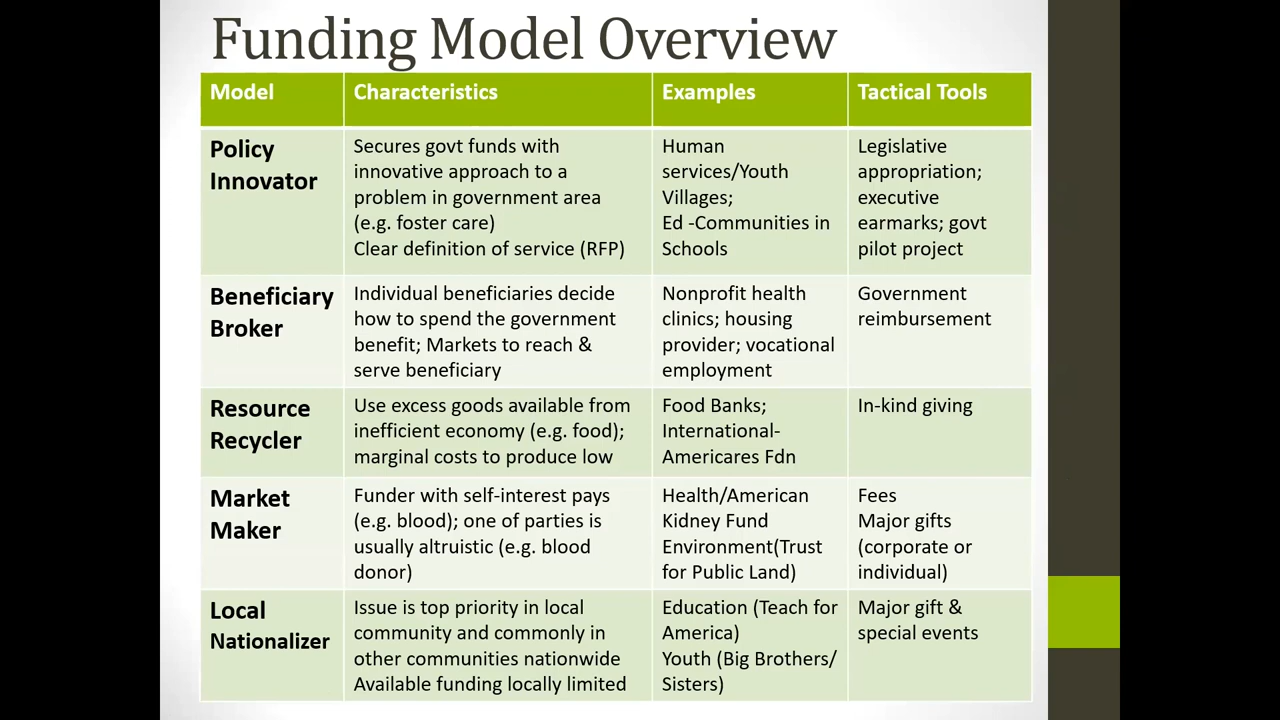 Funding Model Overview
Model
Characteristics
Examples
Tactical Tools
Policy
Innovator
Secures govt funds with
innovative approach to a
problem in government area
(e.g. foster care)
Clear definition of service (RFP)
Human
services/Youth
Villages;
Ed -Communities in
Schools
Legislative
appropriation;
executive
earmarks; govt
pilot project
Beneficiary
Broker
Individual beneficiaries decide
how to spend the government
benefit; Markets to reach &
serve beneficiary
Nonprofit health
clinics; housing
provider; vocational
employment
Government
reimbursement
Resource
Recycler
Use excess goods available from
inefficient economy (e.g. food);
marginal costs to produce low
Food Banks;
International-
Americares Fdn
In-kind giving
Market
Maker
Funder with self-interest pays
(e.g. blood); one of parties is
usually altruistic (e.g. blood
donor)
Health/American
Kidney Fund
Environment(Trust
for Public Land)
Fees
Major gifts
(corporate or
individual)
Local
Nationalizer
Issue is top priority in local
community and commonly in
other communities nationwide
Available funding locally limited
Education (Teach for
America)
Youth (Big Brothers/
Sisters)
Major gift &
special events